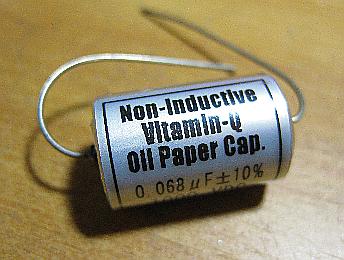 Non-Inductive
Vitamin-Q
Oil Paper Cap.
0.068μF±10%